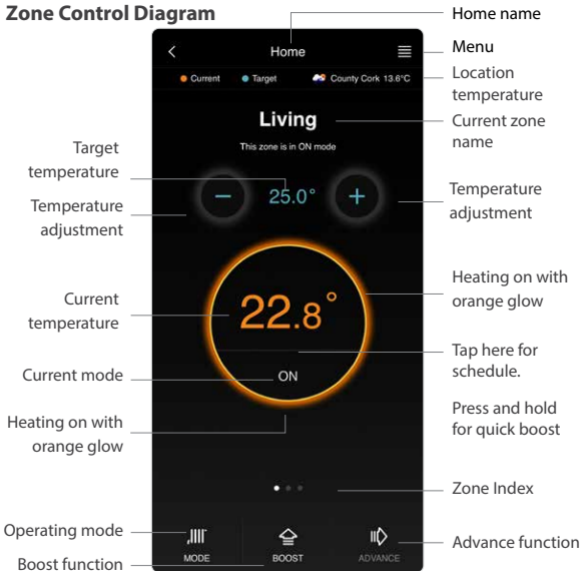 Zone Control Diagram
Home name
Home
Menu
Current
Target
County Cork 13.6°C
Location
temperature
Living
Current zone
name
This zone is in ON mode
Target
temperature
25.0°
Temperature
adjustment
Temperature
adjustment
Heating on with
orange glow
Current
temperature
22.8°
Tap here for
schedule.
Current mode
ON
Press and hold
for quick boost
Heating on with
orange glow
Zone Index
Operating mode
Advance function
MODE
BOOST
ADVANCE
Boost function